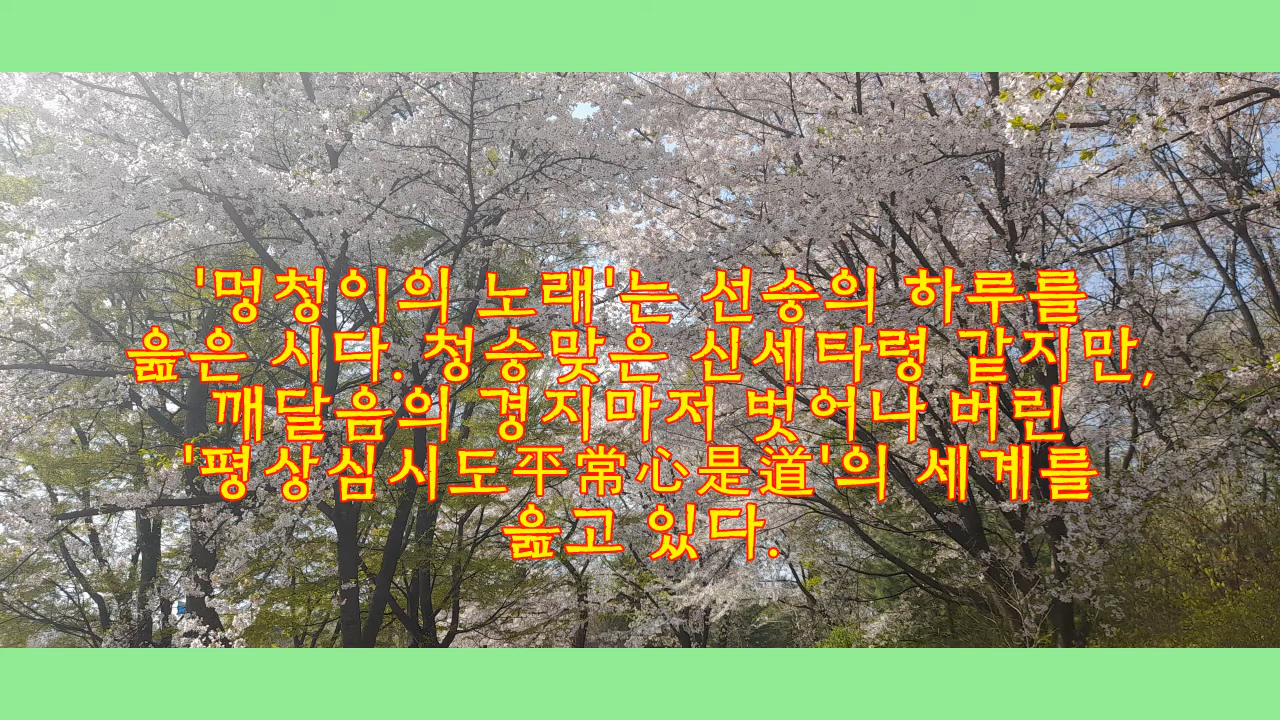 '멍청이의 노래'는 선승의 하루를
읊은 시다. 청승맞은 신세타령 같지만,
깨달음의 경지마저 벗어나 버린
'평상심시도平常心是道'의 세계를
읊고 있다.